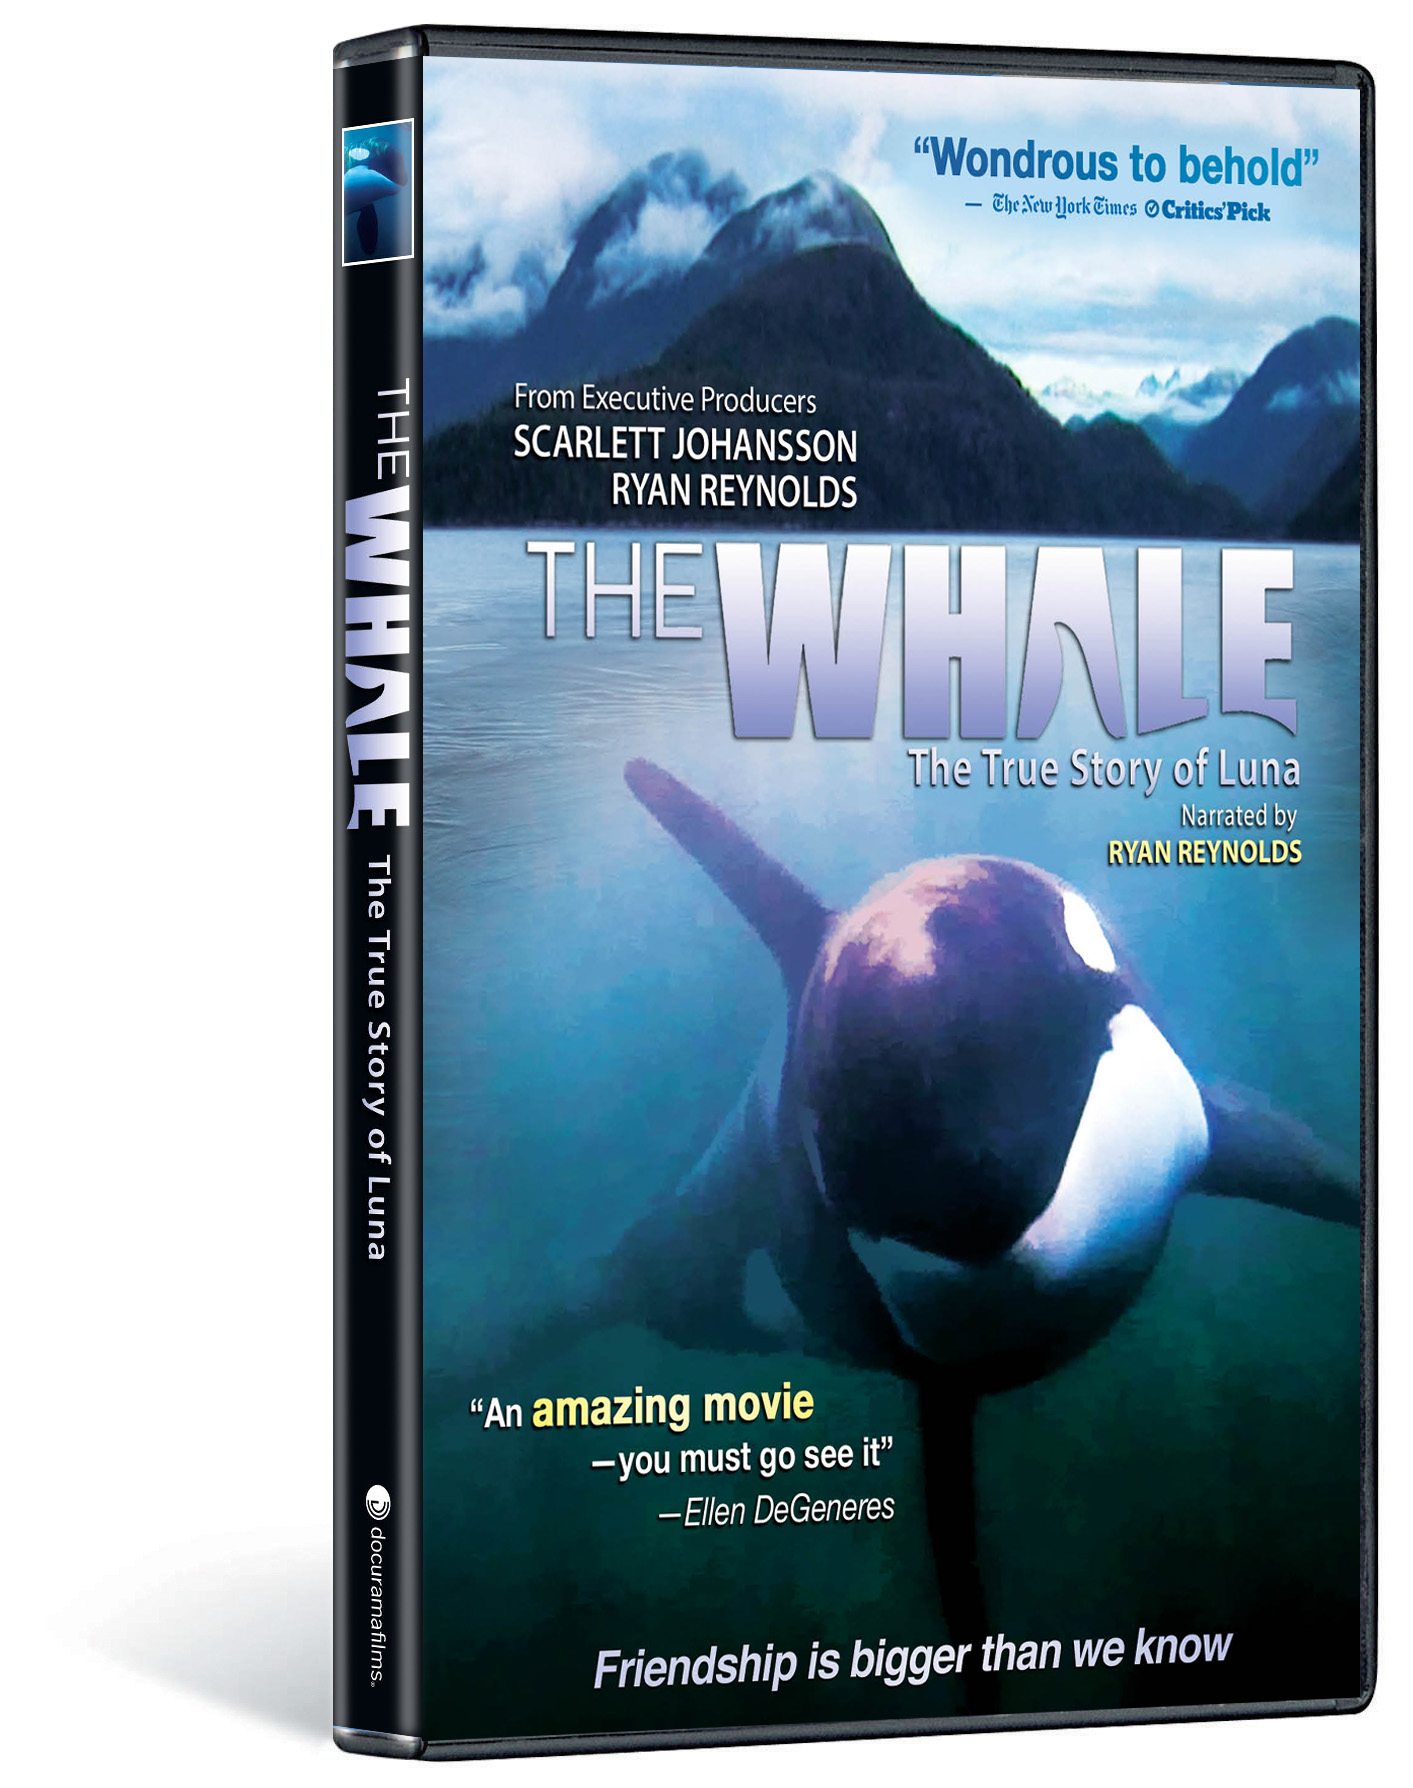 “Wondrous to behold”
— The New York Times Critics’ Pick
From Executive Producers
SCARLETT JOHANSSON
RYAN REYNOLDS
THE WHALE
The True Story of Luna
Narrated by
RYAN REYNOLDS
“An amazing movie
—you must go see it”
—Ellen DeGeneres
Friendship is bigger than we know
THE WHALE The True Story of Luna
docuramafilms®